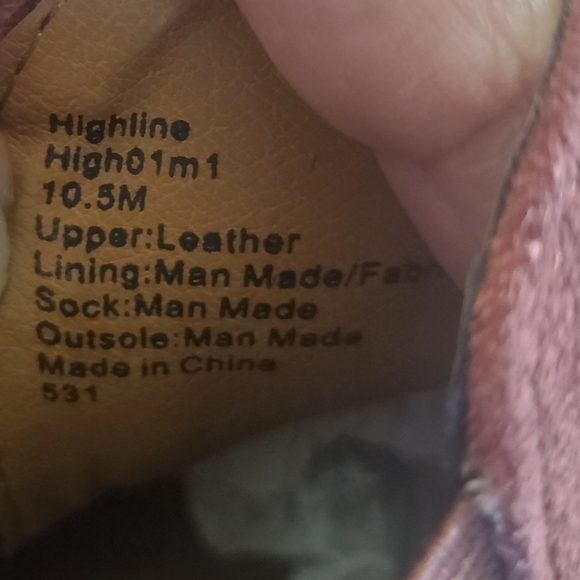 Highline
High01m1
10.5M
Upper:Leather
Lining:Man Made/Fabr
Sock:Man Made
Outsole:Man Made
Made in China
531